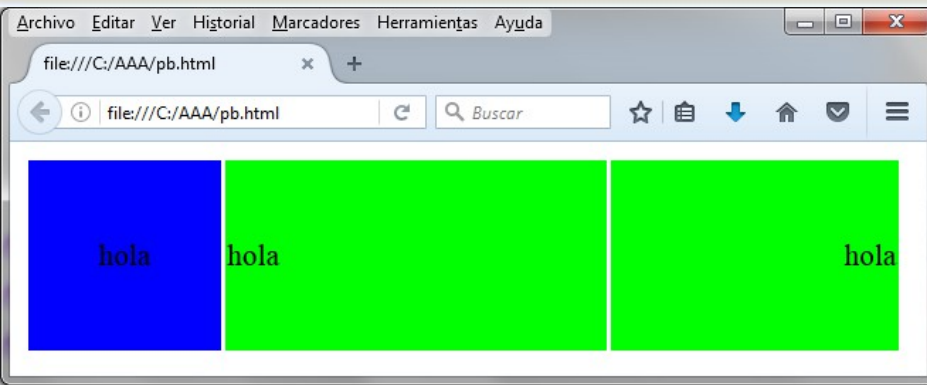 Archivo Editar Ver Historial Marcadores Herramientas Ayuda
file:///C:/AAA/pb.html
file:///C:/AAA/pb.html Buscar
hola hola hola